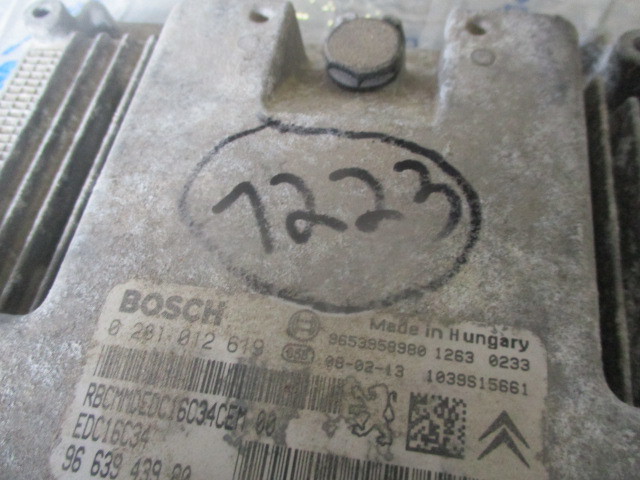 1223
BOSCH
Made in Hungary
0 281 012 619
9653958980 1263 0233
08-02-13 1039S15661
RBCMMDEDC16C34CEM 00
EDC16C34
96 639 439 80